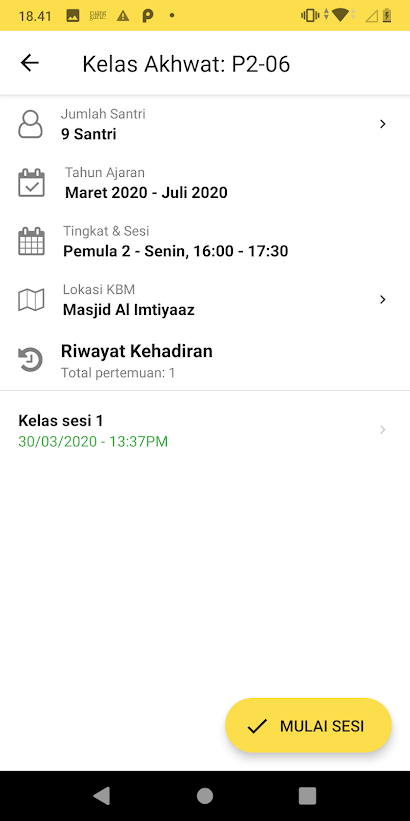 18.41
Kelas Akhwat: P2-06
Jumlah Santri
9 Santri
Tahun Ajaran
Maret 2020 - Juli 2020
Tingkat & Sesi
Pemula 2 - Senin, 16:00 - 17:30
Lokasi KBM
Masjid Al Imtiyaaz
Riwayat Kehadiran
Total pertemuan: 1
Kelas sesi 1
30/03/2020 - 13:37PM
MULAI SESI